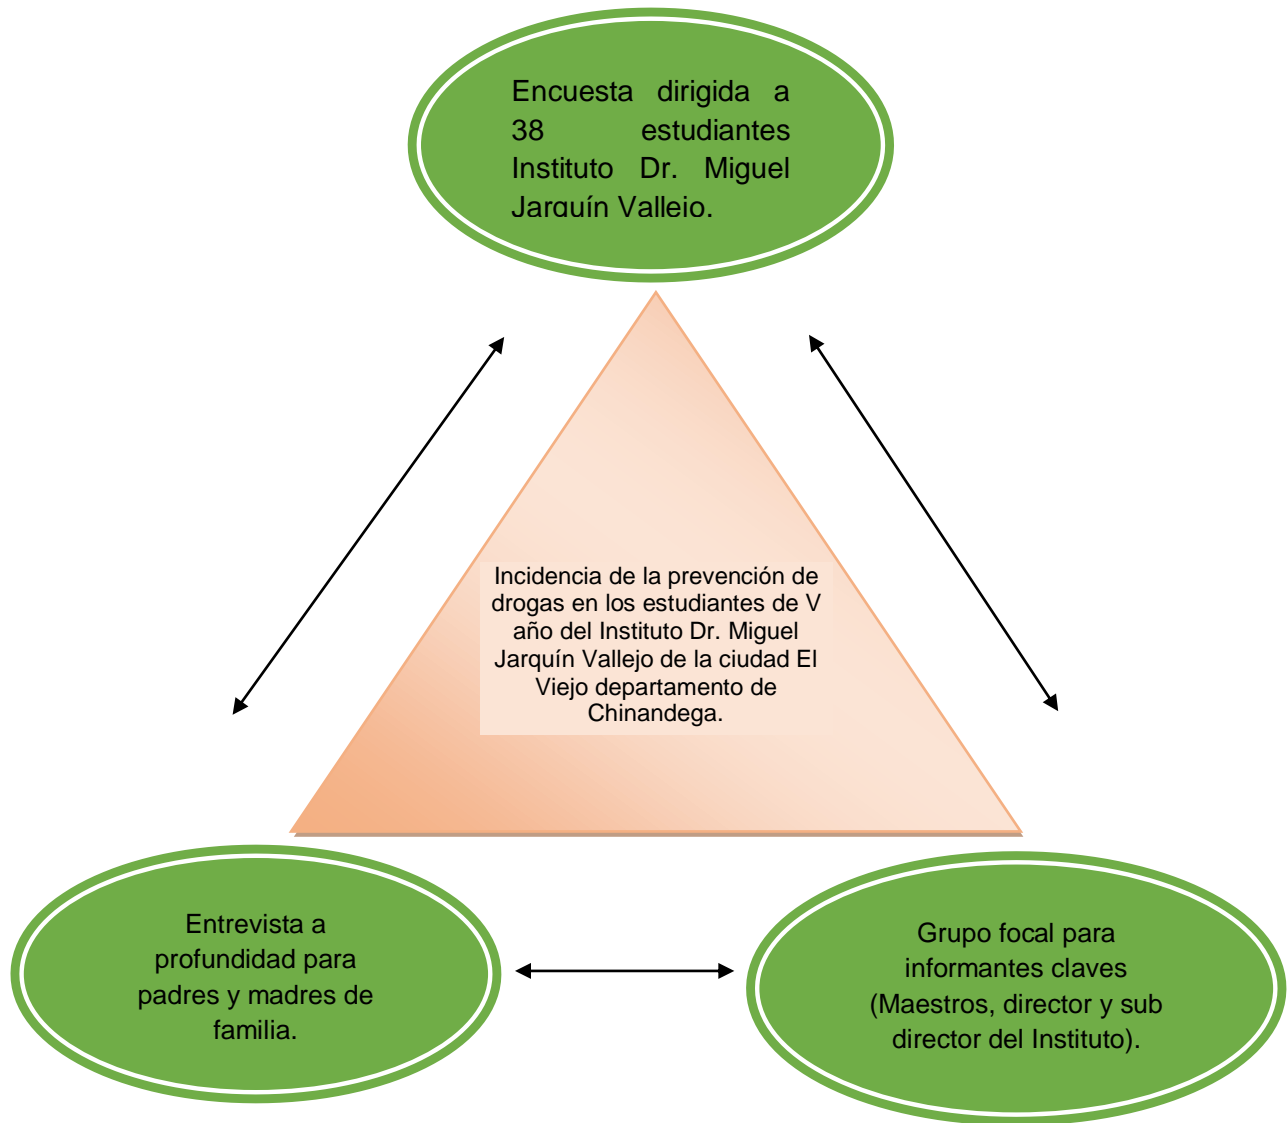 Encuesta dirigida a
38 estudiantes
Instituto Dr. Miguel
Jarquín Vallejo.
Incidencia de la prevención de
drogas en los estudiantes de V
año del Instituto Dr. Miguel
Jarquín Vallejo de la ciudad El
Viejo departamento de
Chinandega.
Entrevista a
profundidad para
padres y madres de
familia.
Grupo focal para
informantes claves
(Maestros, director y sub
director del Instituto).